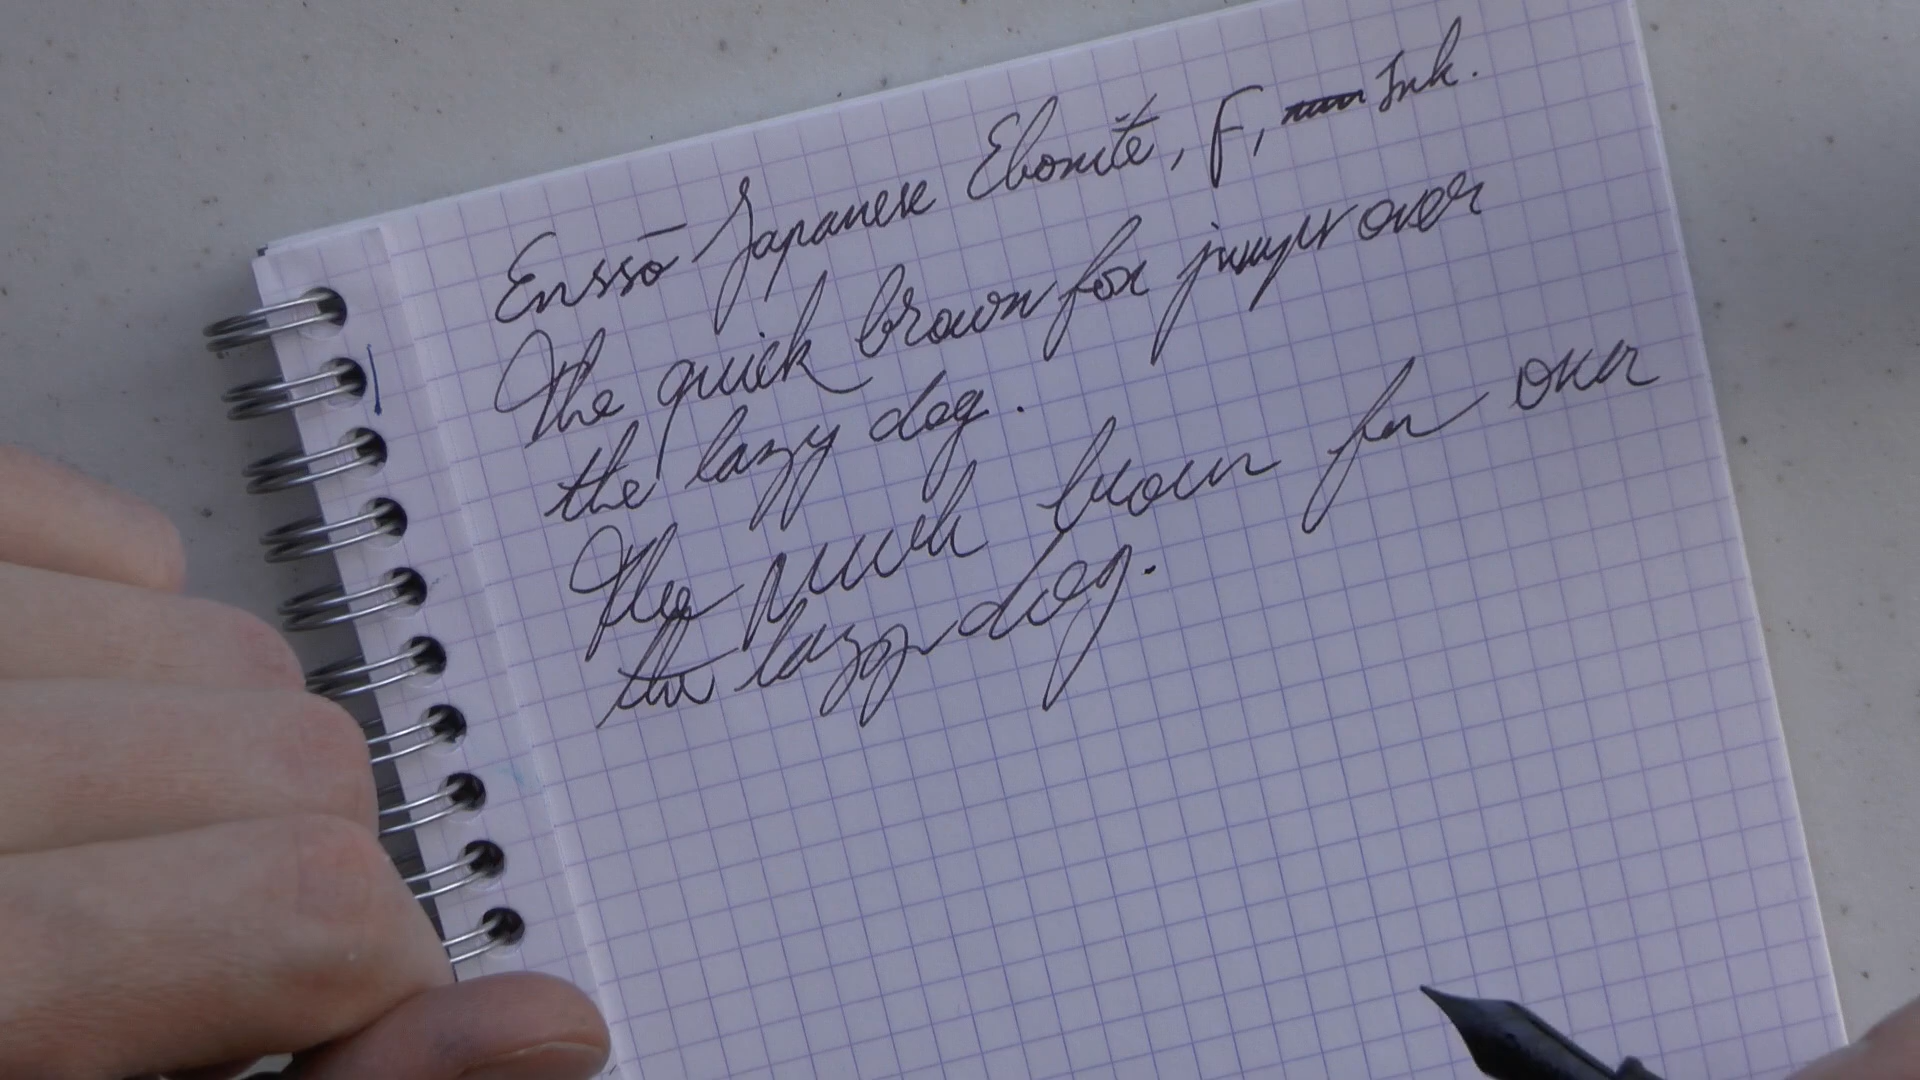 Enssō Japanese Ebonite, F, Ink.
The quick brown fox jumps over
the lazy dog.
The quick brown fox over
the lazy dog.